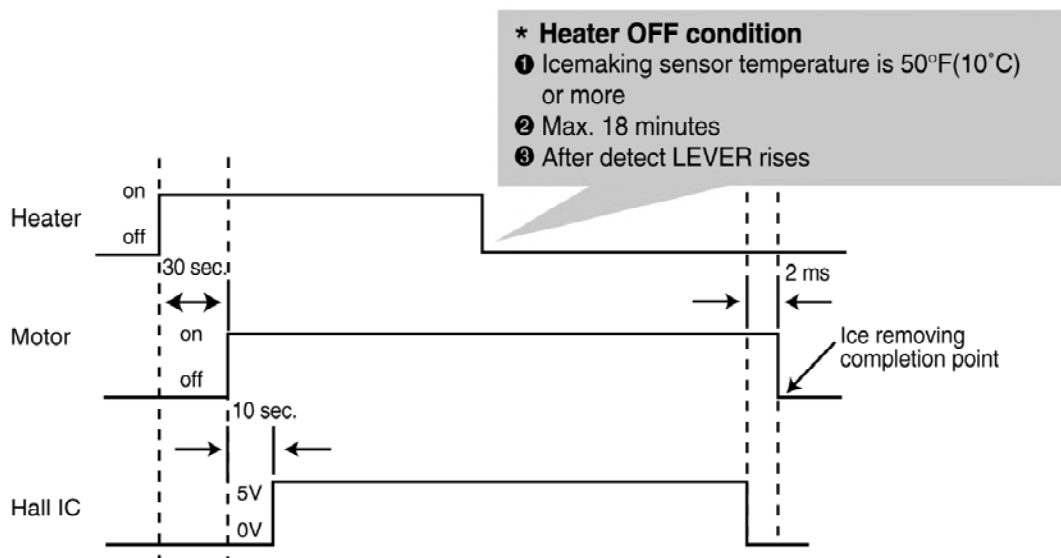 * Heater OFF condition
❶ Icemaking sensor temperature is 50°F(10˚C)
or more
❷ Max. 18 minutes
❸ After detect LEVER rises
on
Heater
off
30 sec.
2 ms
Motor
on
Ice removing
completion point
off
10 sec.
5V
Hall IC
0V